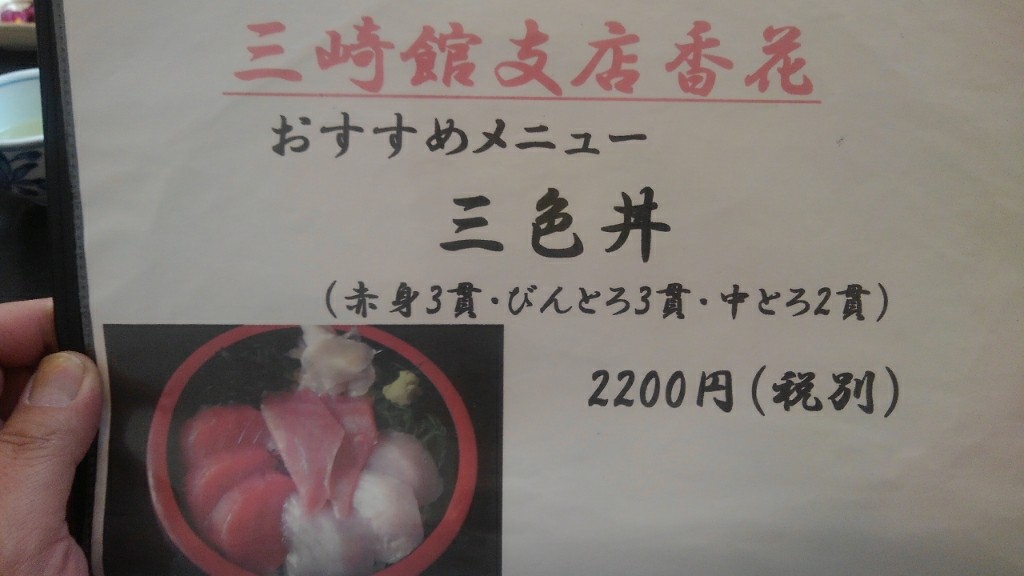 三崎館支店香花
おすすめメニュー
三色丼
(赤身3貫・びんとろ3貫・中とろ2貫)
2200円(税別)